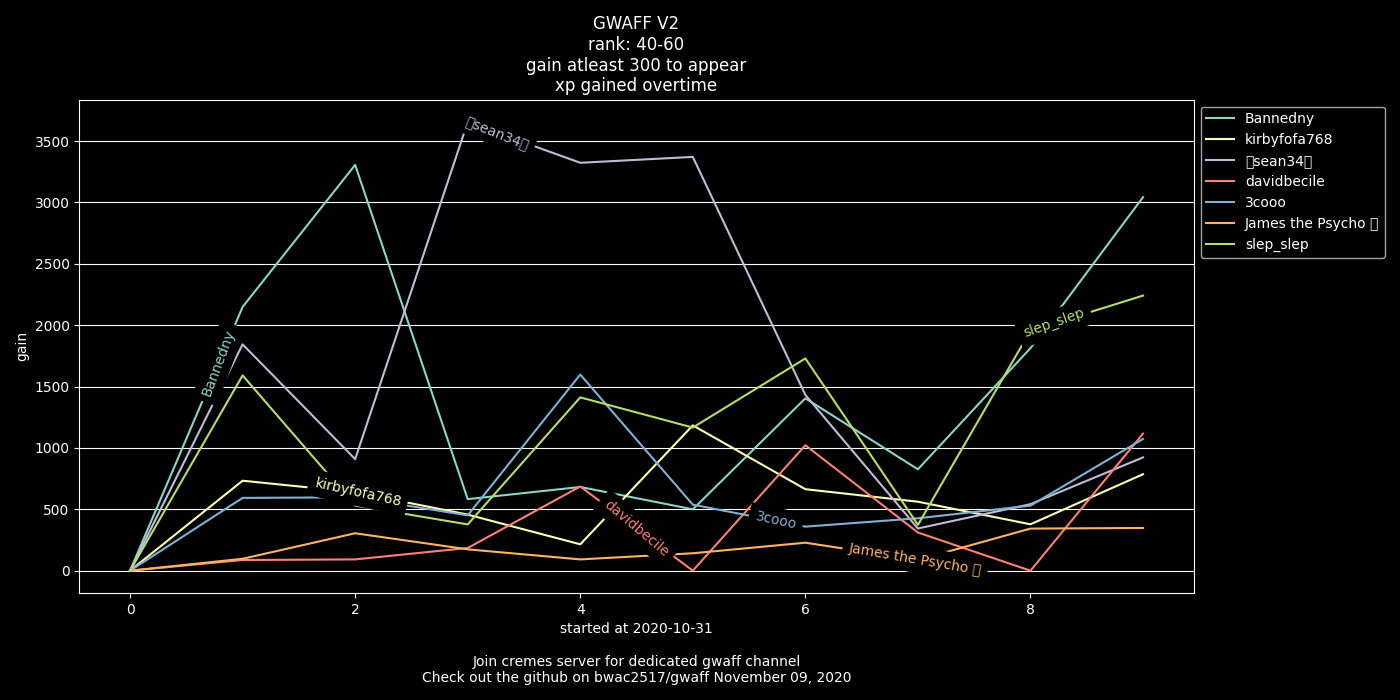 GWAFF V2
rank: 40-60
gain atleast 300 to appear
xp gained overtime
3500
3000
2500
2000
1500
1000
500
0
gain
0 2 4 6 8
started at 2020-10-31
Bannedny
sean34
kirbyfofa768
davidbecile
3cooo
James the Psycho
slep_slep
Bannedny
kirbyfofa768
sean34
davidbecile
3cooo
James the Psycho
slep_slep
Join cremes server for dedicated gwaff channel
Check out the github on bwac2517/gwaff November 09, 2020